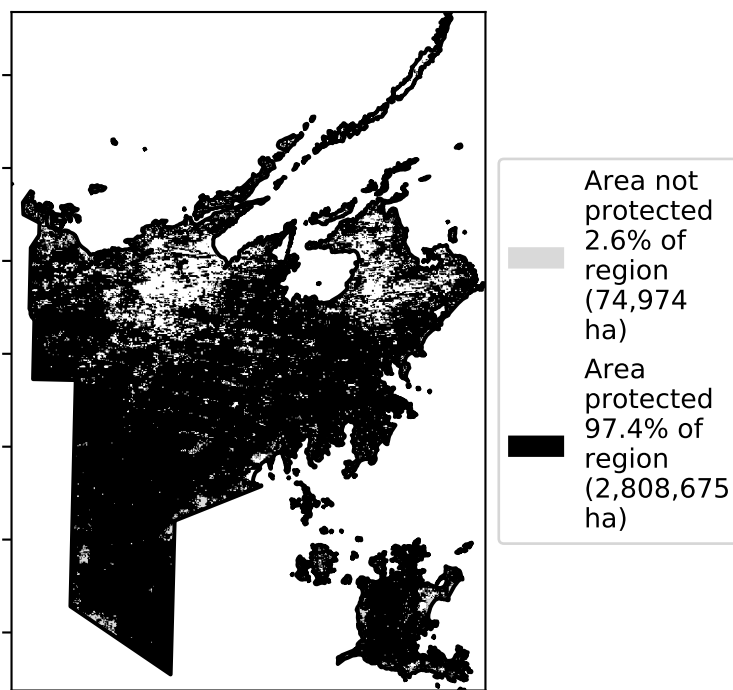 Area not
protected
2.6% of
region
(74,974
ha)
Area
protected
97.4% of
region
(2,808,675
ha)